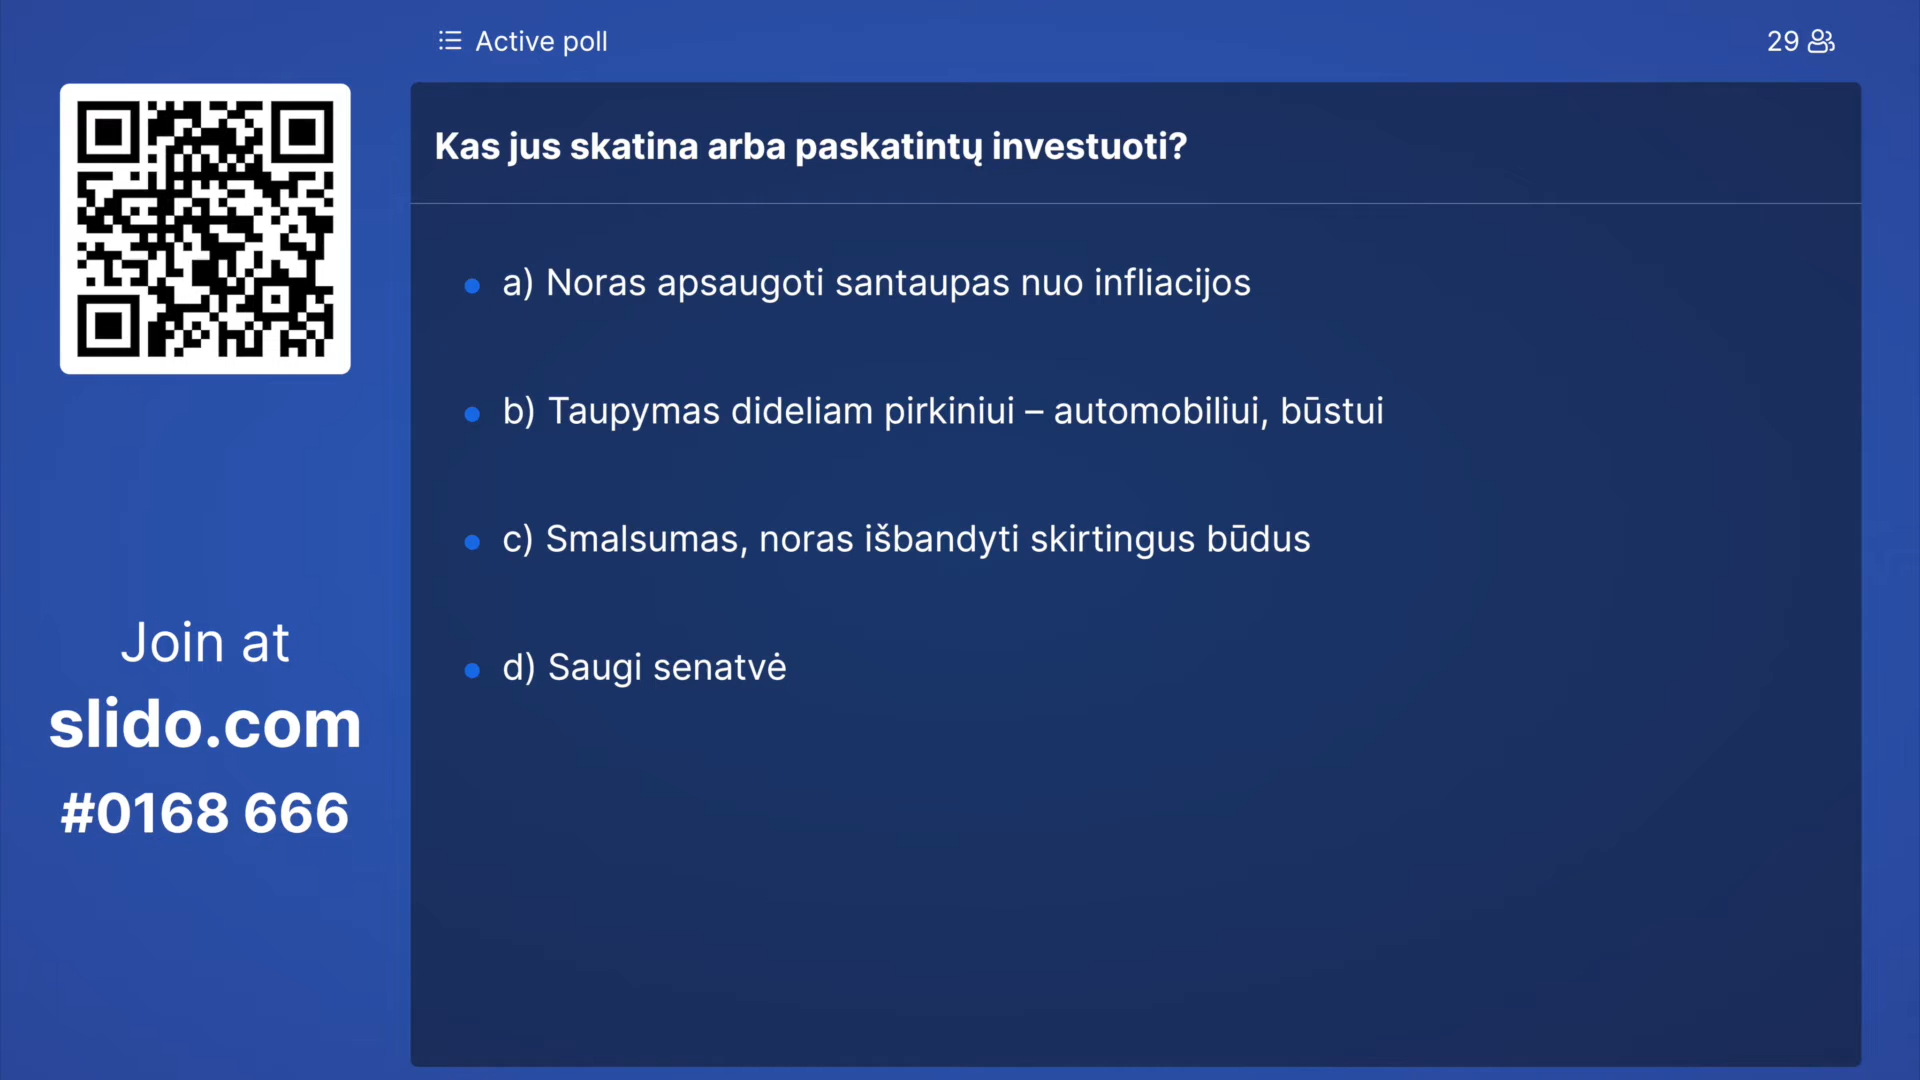 Active poll
29
Kas jus skatina arba paskatintų investuoti?
a) Noras apsaugoti santaupas nuo infliacijos
b) Taupymas dideliam pirkiniui – automobiliui, būstui
c) Smalsumas, noras išbandyti skirtingus būdus
d) Saugi senatvė
Join at
slido.com
#0168 666